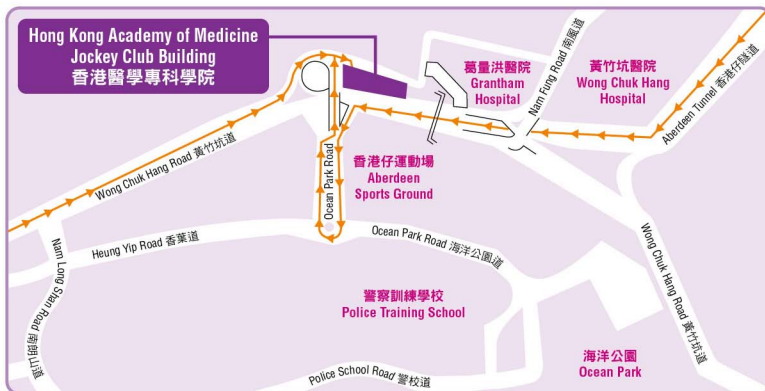 Hong Kong Academy of Medicine
Jockey Club Building
香港醫學專科學院
葛量洪醫院
Grantham
Hospital
Nam Fung Road 南風道
黃竹坑醫院
Wong Chuk Hang
Hospital
Aberdeen Tunnel 香港仔隧道
Wong Chuk Hang Road 黃竹坑道
Ocean Park Road
香港仔運動場
Aberdeen
Sports Ground
Nam Long Shan Road 南朗山道
Heung Yip Road 香葉道
Ocean Park Road 海洋公園道
Wong Chuk Hang Road 黃竹坑道
警察訓練學校
Police Training School
海洋公園
Ocean Park
Police School Road 警校道